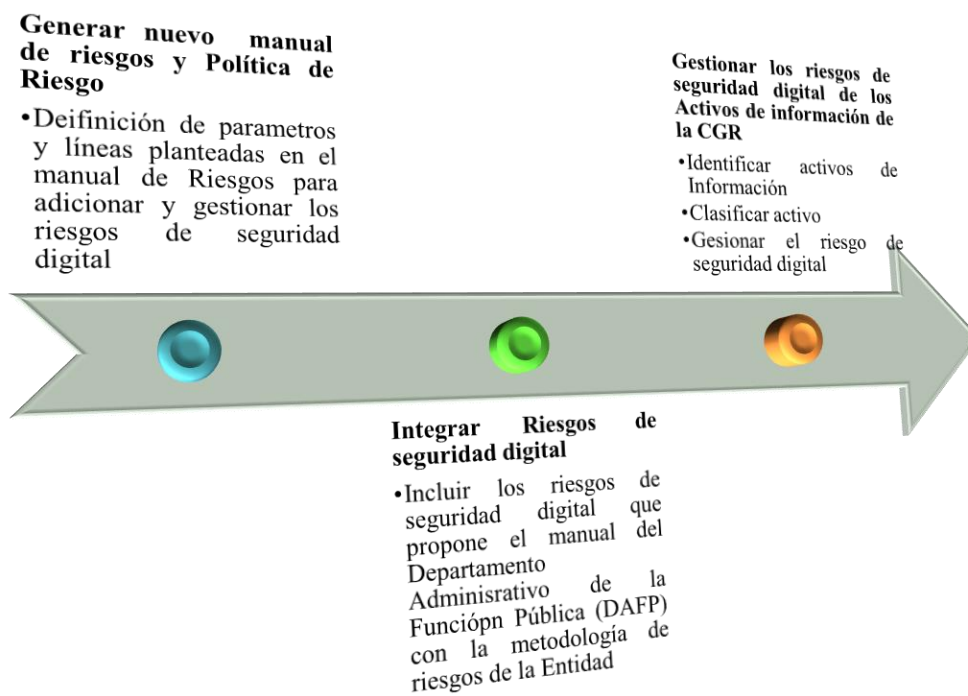 Generar nuevo manual
de riesgos y Política de
Riesgo
•Deifinición de parametros
y líneas planteadas en el
manual de Riesgos para
adicionar y gestionar los
riesgos de seguridad
digital
Integrar Riesgos de
seguridad digital
•Incluir los riesgos de
seguridad digital que
propone el manual del
Departamento
Adminisrativo de la
Funciópn Pública (DAFP)
con la metodología de
riesgos de la Entidad
Gestionar los riesgos de
seguridad digital de los
Activos de información de
la CGR
•Identificar activos de
Información
•Clasificar activo
•Gesionar el riesgo de
seguridad digital